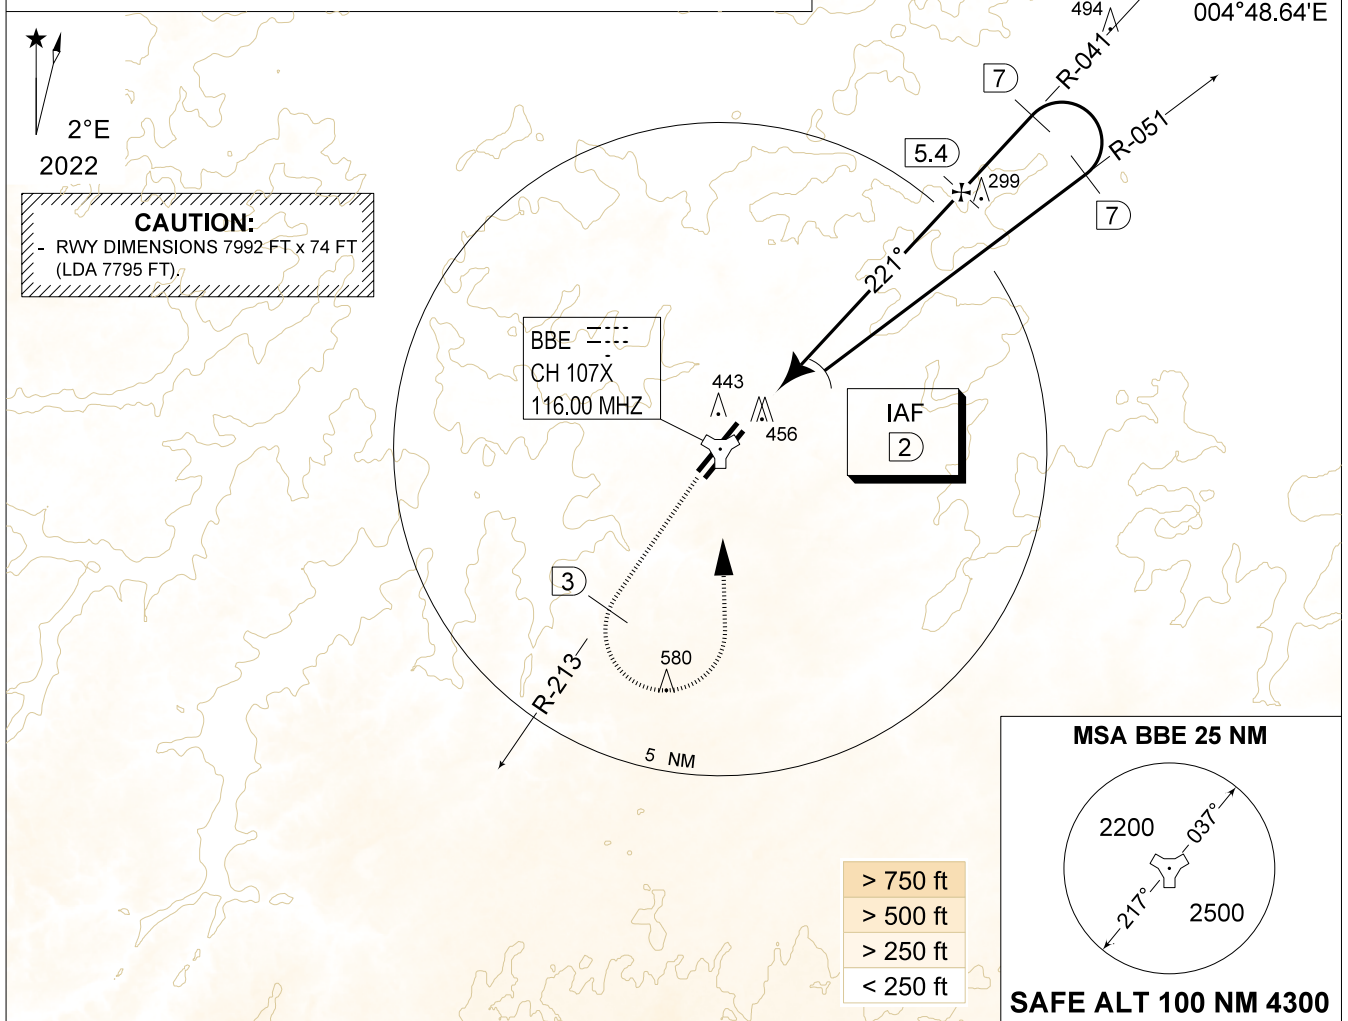 494
004°48.64'E
R-041
7
R-051
2°E
2022
5.4
299
7
CAUTION:
- RWY DIMENSIONS 7992 FT x 74 FT
(LDA 7795 FT).
221°
BBE
CH 107X
116.00 MHZ
443
456
IAF
2
3
580
R-213
5 NM
MSA BBE 25 NM
2200
037°
217°
2500
SAFE ALT 100 NM 4300
> 750 ft
> 500 ft
> 250 ft
< 250 ft